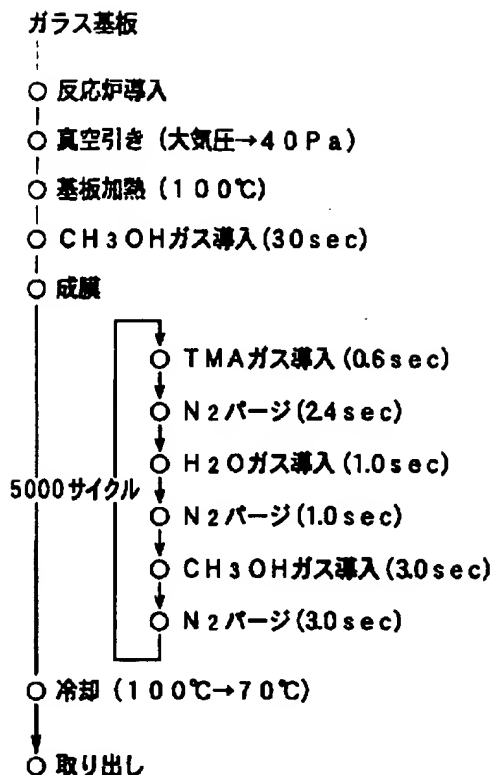 ガラス基板
反応炉導入
真空引き (大気圧→40Pa)
基板加熱 (100℃)
CH3OHガス導入(30sec)
成膜
TMAガス導入(0.6sec)
N2パージ(2.4sec)
H2Oガス導入(1.0sec)
5000サイクル
N2パージ(1.0sec)
CH3OHガス導入(3.0sec)
N2パージ(3.0sec)
冷却 (100℃→70℃)
取り出し